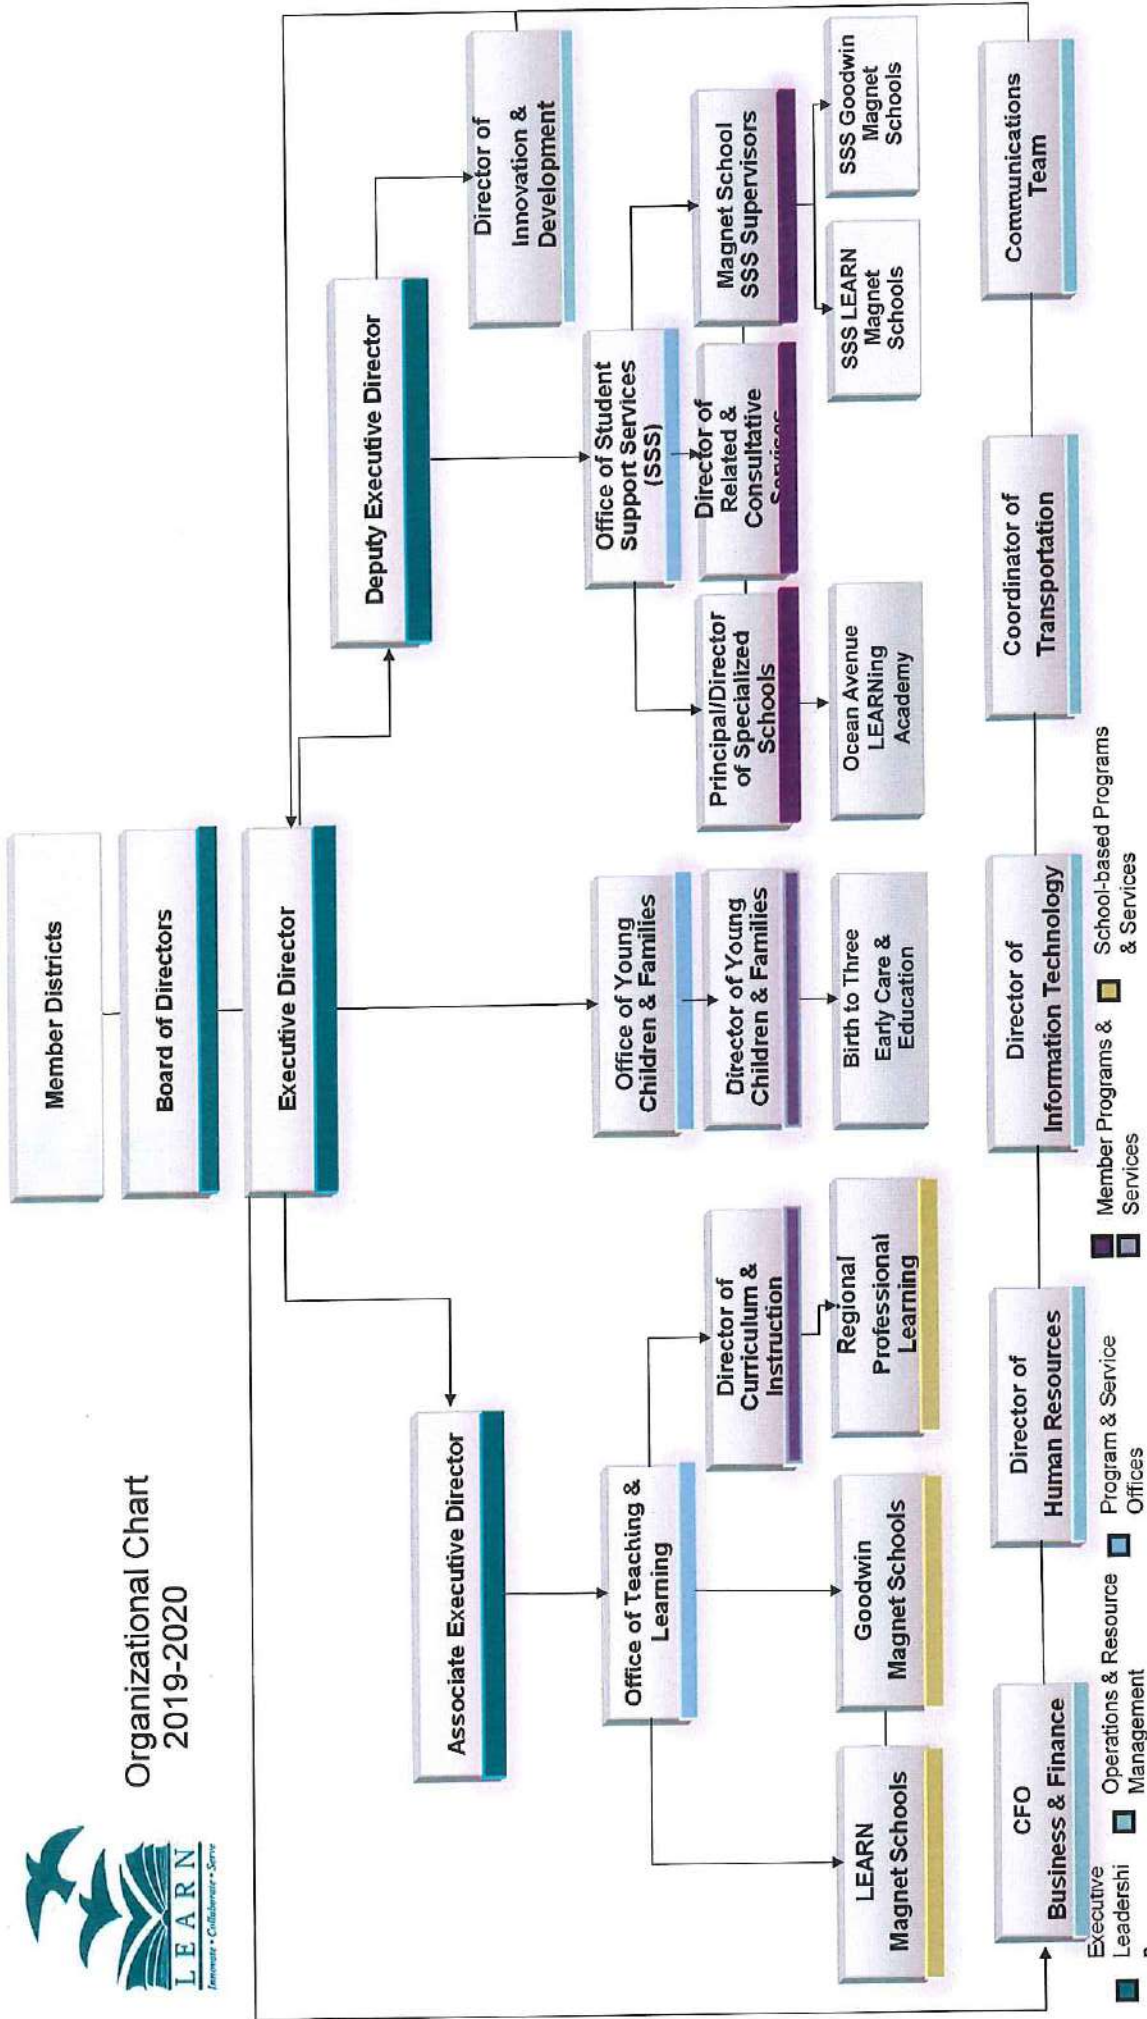 LEARN
Innovate • Collaborate • Serve
Organizational Chart
2019-2020
Member Districts
Board of Directors
Executive Director
Associate Executive Director
Deputy Executive Director
Director of
Innovation &
Development
Office of Teaching &
Learning
Office of Young
Children & Families
Office of Student
Support Services
(SSS)
Director of
Curriculum &
Instruction
Director of Young
Children & Families
Principal/Director
of Specialized
Schools
Director of
Related &
Consultative
Services
Magnet School
SSS Supervisors
LEARN
Magnet Schools
Goodwin
Magnet Schools
Regional
Professional
Learning
Birth to Three
Early Care &
Education
Ocean Avenue
LEARNing
Academy
SSS LEARN
Magnet
Schools
SSS Goodwin
Magnet
Schools
CFO
Business & Finance
Director of
Human Resources
Director of
Information Technology
Coordinator of
Transportation
Communications
Team
Executive
Leadershi
Operations & Resource
Management
Program & Service
Offices
Member Programs &
Services
School-based Programs
& Services